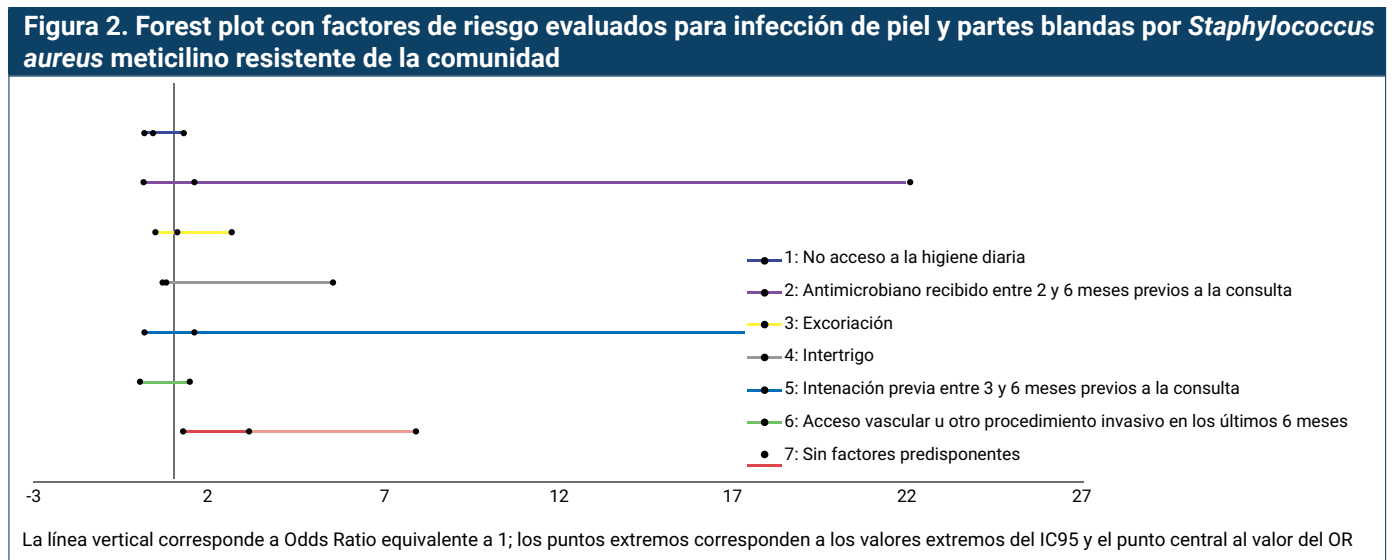 Figura 2. Forest plot con factores de riesgo evaluados para infección de piel y partes blandas por Staphylococcus
aureus meticilino resistente de la comunidad
1: No acceso a la higiene diaria
2: Antimicrobiano recibido entre 2 y 6 meses previos a la consulta
3: Excoriación
4: Intertrigo
5: Intenación previa entre 3 y 6 meses previos a la consulta
6: Acceso vascular u otro procedimiento invasivo en los últimos 6 meses
7: Sin factores predisponentes
-3 2 7 12 17 22 27
La línea vertical corresponde a Odds Ratio equivalente a 1; los puntos extremos corresponden a los valores extremos del IC95 y el punto central al valor del OR